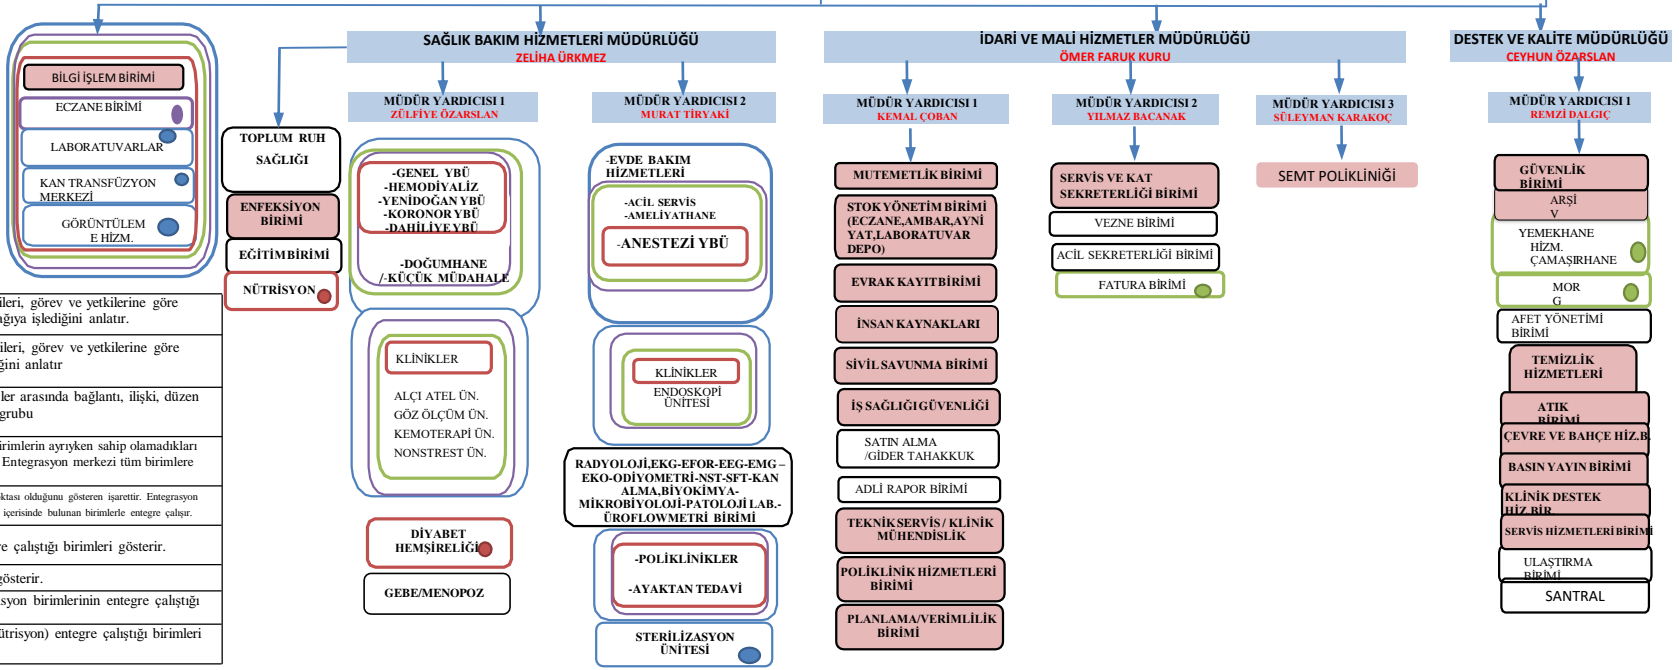 SAĞLIK BAKIM HİZMETLERİ MÜDÜRLÜĞÜ
ZELİHA ÜRKMEZ
İDARİ VE MALİ HİZMETLER MÜDÜRLÜĞÜ
ÖMER FARUK KURU
DESTEK VE KALİTE MÜDÜRLÜĞÜ
CEYHUN ÖZARSLAN
BİLGİ İŞLEM BİRİMİ
ECZANE BİRİMİ
LABORATUVARLAR
KAN TRANSFÜZYON
MERKEZİ
GÖRÜNTÜLEM
E HİZM.
TOPLUM RUH
SAĞLIĞI
ENFEKSİYON
BİRİMİ
EĞİTİM BİRİMİ
NÜTRİSYON
MÜDÜR YARDICISI 1
ZÜLFİYE ÖZARSLAN
-GENEL YBÜ
-HEMODİYALİZ
-YENİDOĞAN YBÜ
-KORONOR YBÜ
-DAHİLİYE YBÜ
-DOĞUMHANE
/-KÜÇÜK MÜDAHALE
KLİNİKLER
ALÇI ATEL ÜN.
GÖZ ÖLÇÜM ÜN.
KEMOTERAPİ ÜN.
NONSTREST ÜN.
DİYABET
HEMŞİRELİĞİ
GEBE/MENOPOZ
MÜDÜR YARDICISI 2
MURAT TİRYAKİ
-EVDE BAKIM
HİZMETLERİ
-ACİL SERVİS
-AMELİYATHANE
-ANESTEZİ YBÜ
KLİNİKLER
ENDOSKOPİ
ÜNİTESİ
RADYOLOJİ,EKG-EFOR-EEG-EMG –
EKO-ODİYOMETRİ-NST-SFT-KAN
ALMA,BİYOKİMYA-
MİKROBİYOLOJİ-PATOLOJİ LAB.-
ÜROFLOWMETRİ BİRİMİ
-POLİKLİNİKLER
-AYAKTAN TEDAVİ
STERİLİZASYON
ÜNİTESİ
MÜDÜR YARDICISI 1
KEMAL ÇOBAN
MUTEMETLİK BİRİMİ
STOK YÖNETİM BİRİMİ
(ECZANE,AMBAR,AYNİ
YAT,LABORATUVAR
DEPO)
EVRAK KAYIT BİRİMİ
İNSAN KAYNAKLARI
SİVİL SAVUNMA BİRİMİ
İŞ SAĞLIĞI GÜVENLİĞİ
SATIN ALMA
/GİDER TAHAKKUK
ADLİ RAPOR BİRİMİ
TEKNİK SERVİS / KLİNİK
MÜHENDİSLİK
POLİKLİNİK HİZMETLERİ
BİRİMİ
PLANLAMA/VERİMLİLİK
BİRİMİ
MÜDÜR YARDICISI 2
YILMAZ BACANAK
SERVİS VE KAT
SEKRETERLİĞİ BİRİMİ
VEZNE BİRİMİ
ACİL SEKRETERLİĞİ BİRİMİ
FATURA BİRİMİ
MÜDÜR YARDICISI 3
SÜLEYMAN KARAKOÇ
SEMT POLİKLİNİĞİ
MÜDÜR YARDICISI 1
REMZİ DALGIÇ
GÜVENLİK
BİRİMİ
ARŞİ
V
YEMEKHANE
HİZM.
ÇAMAŞIRHANE
MOR
G
AFET YÖNETİMİ
BİRİMİ
TEMİZLİK
HİZMETLERİ
ATIK
BİRİMİ
ÇEVRE VE BAHÇE HİZ.B.
BASIN YAYIN BİRİMİ
KLİNİK DESTEK
HİZ.BİR.
SERVİS HİZMETLERİ BİRİMİ
ULAŞTIRMA
BİRİMİ
SANTRAL
ileri, görev ve yetkilerine göre
ağıya işlediğini anlatır.
ileri, görev ve yetkilerine göre
ğini anlatır
ler arasında bağlantı, ilişki, düzen
grubu
birimlerin ayrıyken sahip olamadıkları
Entegrasyon merkezi tüm birimlere
oktası olduğunu gösteren işarettir. Entegrasyon
içerisinde bulunan birimlerle entegre çalışır.
re çalıştığı birimleri gösterir.
gösterir.
syon birimlerinin entegre çalıştığı
ütrisyon) entegre çalıştığı birimleri